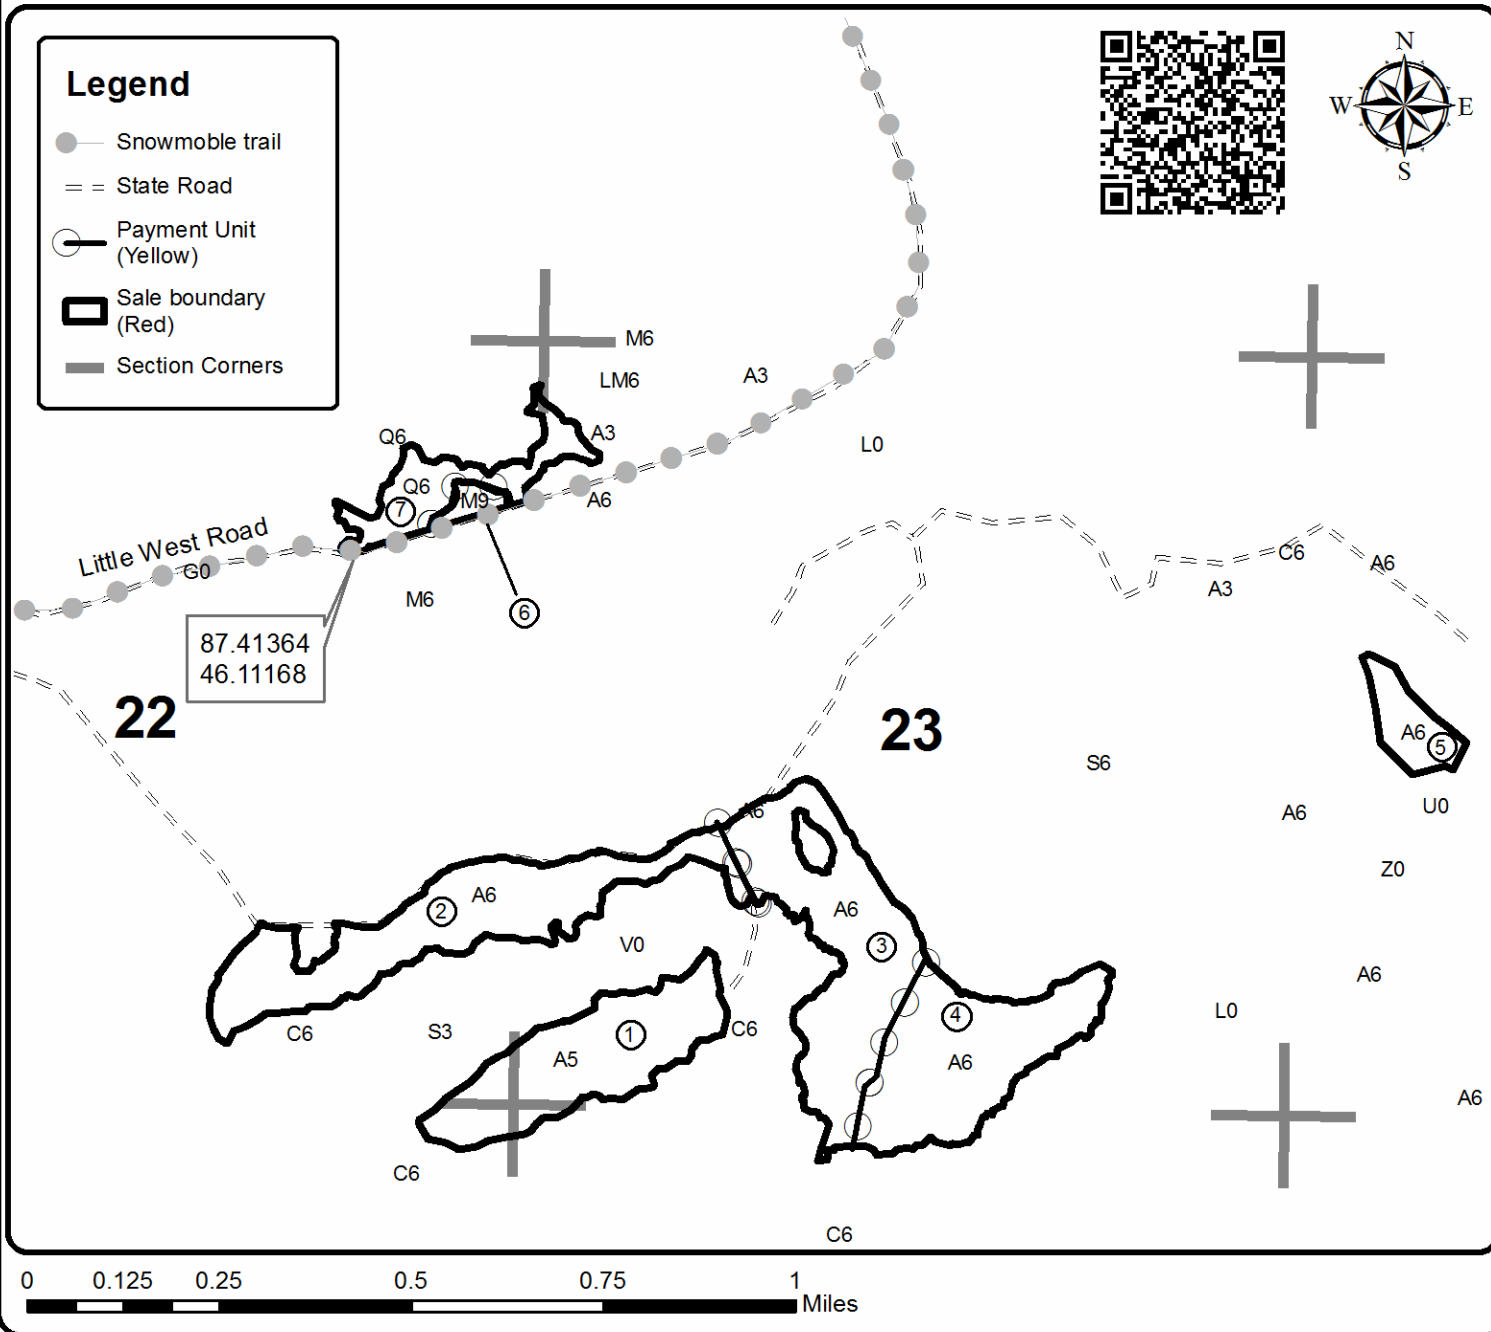 Legend
Snowmoble trail
State Road
Payment Unit
(Yellow)
Sale boundary
(Red)
Section Corners
N
W
E
S
M6
LM6
A3
A3
Q6
L0
Q6
7
M9
A6
Little West Road
G0
M6
6
C6
A6
A3
87.41364
46.11168
22
23
S6
A6
5
U0
A6
A6
Z0
A6
2
A6
3
V0
A6
C6
S3
1
C6
L0
4
A5
A6
A6
C6
C6
0
0.125
0.25
0.5
0.75
1
Miles